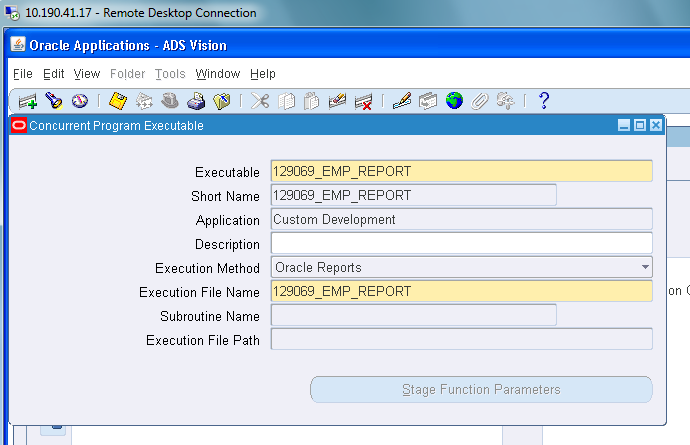 10.190.41.17 - Remote Desktop Connection
Oracle Applications - ADS Vision
File Edit View Folder Tools Window Help
Concurrent Program Executable
Executable 129069_EMP_REPORT
Short Name 129069_EMP_REPORT
Application Custom Development
Description
Execution Method Oracle Reports
Execution File Name 129069_EMP_REPORT
on
Subroutine Name
Execution File Path
Stage Function Parameters